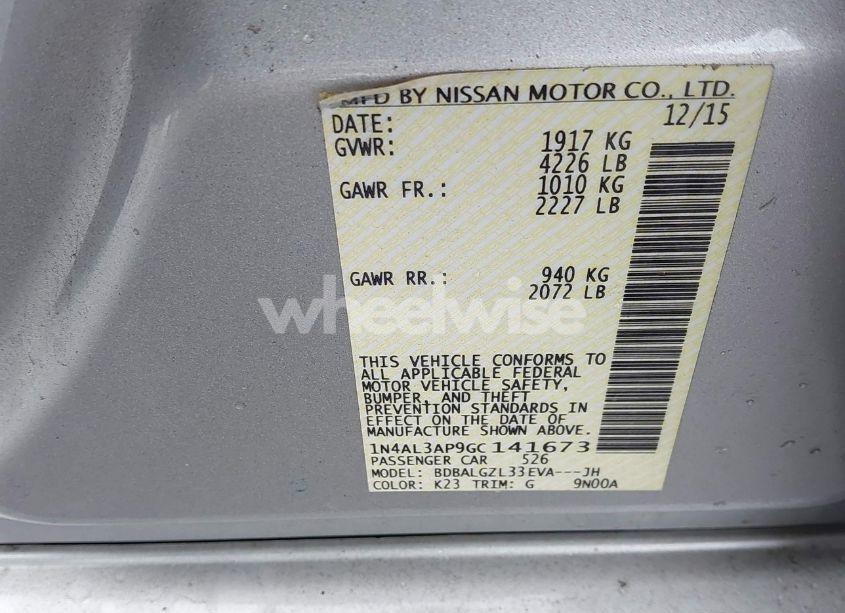 MFD BY NISSAN MOTOR CO., LTD.
DATE: 12/15
GVWR: 1917 KG
4226 LB
GAWR FR.: 1010 KG
2227 LB
GAWR RR.: 940 KG
2072 LB
wheelwise
THIS VEHICLE CONFORMS TO
ALL APPLICABLE FEDERAL
MOTOR VEHICLE SAFETY,
BUMPER, AND THEFT
PREVENTION STANDARDS IN
EFFECT ON THE DATE OF
MANUFACTURE SHOWN ABOVE.
1N4AL3AP9GC141673
PASSENGER CAR 526
MODEL: BDBALGZL33EVA---JH
COLOR: K23 TRIM: G 9N00A